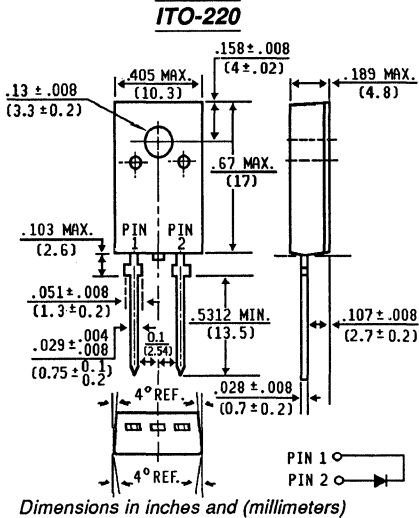 ITO-220
.158±.008
(4±.02)
.405 MAX.
(10.3)
.189 MAX.
(4.8)
.13 ±.008
(3.3 ±0.2)
.67 MAX.
(17)
.103 MAX.
(2.6)
PIN 1
PIN 2
.051±.008
(1.3±0.2)
.5312 MIN.
(13.5)
.107±.008
(2.7 ±0.2)
.029 +.004 -.008
0.1
(2.54)
(0.75±0.1 0.2)
.028±.008
(0.7±0.2)
4° REF.
4° REF.
PIN 1
PIN 2
Dimensions in inches and (millimeters)